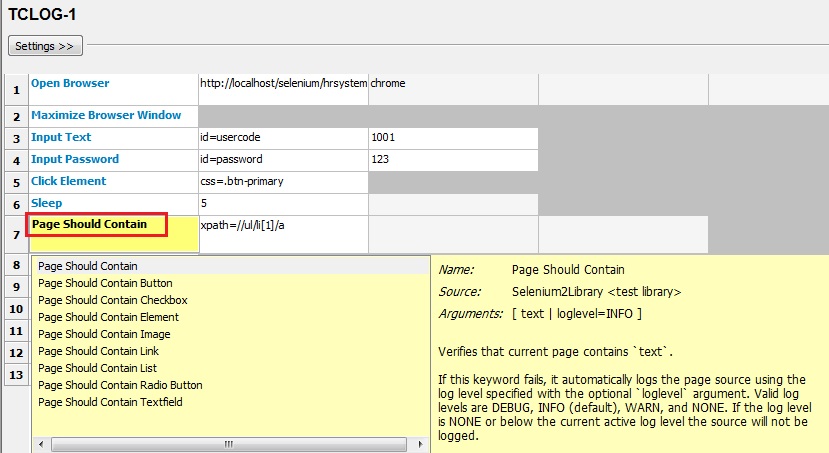 TCLOG-1
Settings >>
1 Open Browser http://localhost/selenium/hrsystem chrome
2 Maximize Browser Window
3 Input Text id=usercode 1001
4 Input Password id=password 123
5 Click Element css=.btn-primary
6 Sleep 5
7 Page Should Contain xpath=//ul/li[1]/a
8
9
10
11
12
13
Page Should Contain
Page Should Contain Button
Page Should Contain Checkbox
Page Should Contain Element
Page Should Contain Image
Page Should Contain Link
Page Should Contain List
Page Should Contain Radio Button
Page Should Contain Textfield
Name: Page Should Contain
Source: Selenium2Library <test library>
Arguments: [ text | loglevel=INFO ]
Verifies that current page contains `text`.
If this keyword fails, it automatically logs the page source using the
log level specified with the optional `loglevel` argument. Valid log
levels are DEBUG, INFO (default), WARN, and NONE. If the log level
is NONE or below the current active log level the source will not be
logged.